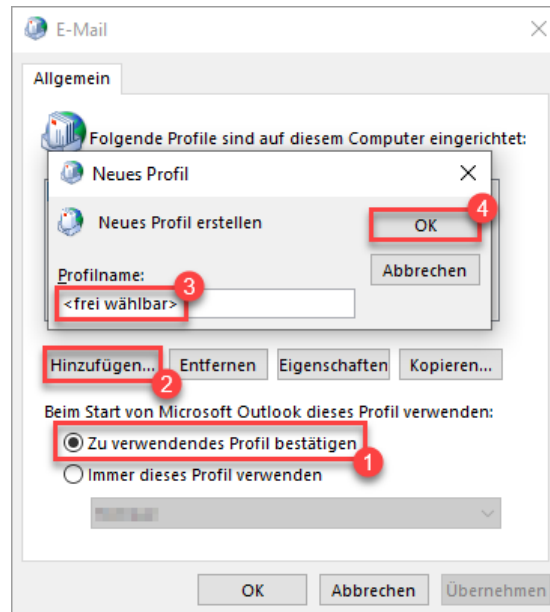 E-Mail
Allgemein
Folgende Profile sind auf diesem Computer eingerichtet:
Neues Profil
Neues Profil erstellen
OK
4
Abbrechen
Profilname:
3
<frei wählbar>
Hinzufügen...
Entfernen
Eigenschaften
Kopieren...
2
Beim Start von Microsoft Outlook dieses Profil verwenden:
Zu verwendendes Profil bestätigen
1
Immer dieses Profil verwenden
OK
Abbrechen
Übernehmen